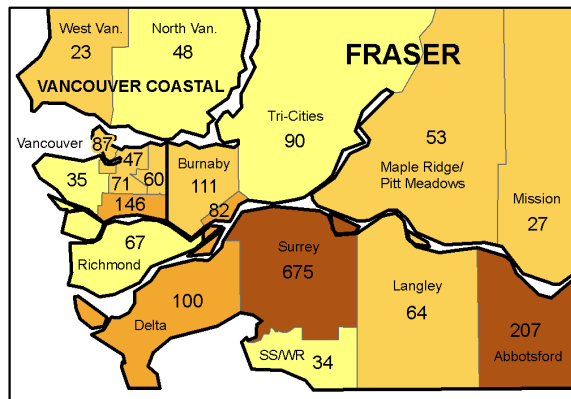 West Van.
23
North Van.
48
VANCOUVER COASTAL
FRASER
Tri-Cities
90
53
Maple Ridge/
Pitt Meadows
Mission
27
Vancouver
87
47
35
71
60
146
Burnaby
111
82
67
Richmond
Surrey
675
100
Delta
Langley
64
207
Abbotsford
SS/WR
34